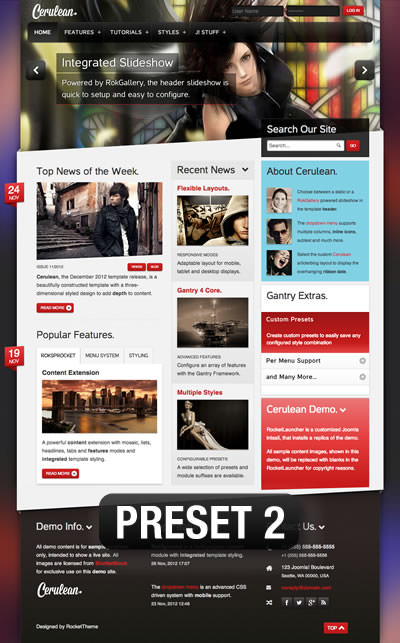 Cerulean.
User Name
LOG IN
HOME FEATURES + TUTORIALS + STYLES + J! STUFF +
Integrated Slideshow
Powered by RokGallery, the header slideshow is
quick to setup and easy to configure.
Search Our Site
Search...
GO
24
NOV
Top News of the Week.
ISSUE 11/2012
Cerulean, the December 2012 template release, is a
beautifully constructed template with a three-
dimensional styled design to add depth to content.
READ MORE
19
NOV
Popular Features.
ROKSPROCKET MENU SYSTEM STYLING
Content Extension
A powerful content extension with mosaic, lists,
headlines, tabs and features modes and
integrated template styling.
READ MORE
Recent News
Flexible Layouts.
RESPONSIVE MODES
Adaptable layout for mobile,
tablet and desktop displays.
Gantry 4 Core.
ADVANCED FEATURES
Configure an array of features
with the Gantry Framework.
Multiple Styles
CONFIGURABLE PRESETS
A wide selection of presets and
module suffixes are available.
About Cerulean.
Choose between a static or a
RokGallery powered slideshow in
the template header.
The dropdown menu supports
multiple columns, inline icons,
subtext and much more.
Select the custom Cerulean
article/blog layout to display the
overhanging ribbon date.
Gantry Extras.
Custom Presets
Create custom presets to easily save any
configured style combination
Per Menu Support
and Many More...
Cerulean Demo.
RocketLauncher is a customized Joomla
install, that installs a replica of the demo.
All sample content images, shown in this
demo, will be replaced with blanks in the
RocketLauncher for copyright reasons.
PRESET 2
Demo Info.
All demo content for is sample
only, intended to show a live site. All
images are licensed from
for exclusive use on this demo site.
Cerulean.
Designed by RocketTheme
module with integrated template styling.
26 Nov, 2012 17:07
The dropdown menu is an advanced CSS
driven system with mobile support.
23 Nov, 2012 12:46
Us.
555-555-5555
+1 (555) 555-555-5556
123 Joomla! Boulevard
Seattle, WA 00000, USA
noreply@domain.com
TOP